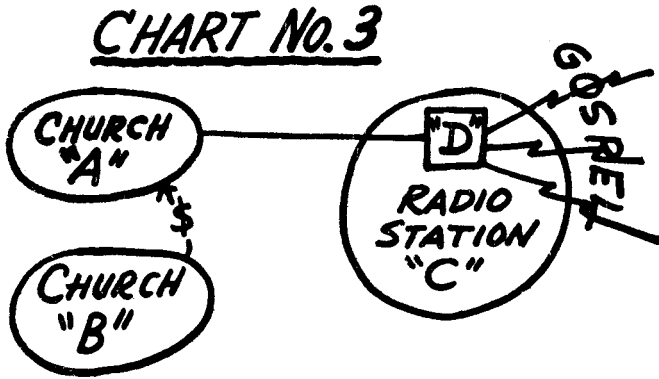 CHART No. 3
CHURCH
"A"
$
CHURCH
"B"
"D"
RADIO
STATION
"C"
GOSPEL